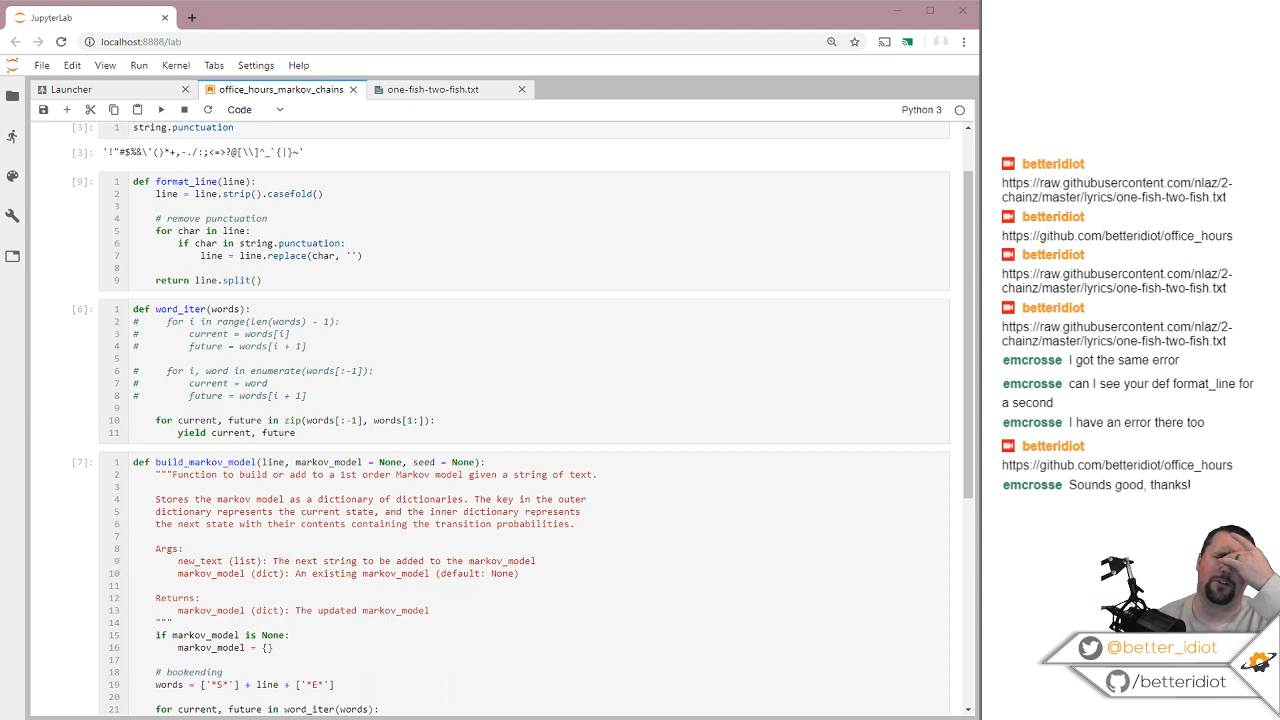 JupyterLab
localhost:8888/lab
File Edit View Run Kernel Tabs Settings Help
Launcher office_hours_markov_chains one-fish-two-fish.txt
Code Python 3
[3]: 1 string.punctuation
[3]: '!"#$%&\'()*+,-./:;<=>?@[\\]^_`{|}~'
[9]: 1 def format_line(line):
2 line = line.strip().casefold()
3
4 # remove punctuation
5 for char in line:
6 if char in string.punctuation:
7 line = line.replace(char, '')
8
9 return line.split()
[6]: 1 def word_iter(words):
2 # for i in range(len(words) - 1):
3 # current = words[i]
4 # future = words[i + 1]
5
6 # for i, word in enumerate(words[:-1]):
7 # current = word
8 # future = words[i + 1]
9
10 for current, future in zip(words[:-1], words[1:]):
11 yield current, future
[7]: 1 def build_markov_model(line, markov_model = None, seed = None):
2 """Function to build or add to a 1st order Markov model given a string of text.
3
4 Stores the markov model as a dictionary of dictionaries. The key in the outer
5 dictionary represents the current state, and the inner dictionary represents
6 the next state with their contents containing the transition probabilities.
7
8 Args:
9 new_text (list): The next string to be added to the markov_model
10 markov_model (dict): An existing markov_model (default: None)
11
12 Returns:
13 markov_model (dict): The updated markov_model
14 """
15 if markov_model is None:
16 markov_model = {}
17
18 # bookending
19 words = ['*S*'] + line + ['*E*']
20
21 for current, future in word_iter(words):
betteridiot
https://raw.githubusercontent.com/nlaz/2-
chainz/master/lyrics/one-fish-two-fish.txt
betteridiot
https://github.com/betteridiot/office_hours
betteridiot
https://raw.githubusercontent.com/nlaz/2-
chainz/master/lyrics/one-fish-two-fish.txt
betteridiot
https://raw.githubusercontent.com/nlaz/2-
chainz/master/lyrics/one-fish-two-fish.txt
emcrosse I got the same error
emcrosse can I see your def format_line for
a second
emcrosse I have an error there too
betteridiot
https://github.com/betteridiot/office_hours
emcrosse Sounds good, thanks!
@better_idiot
/betteridiot